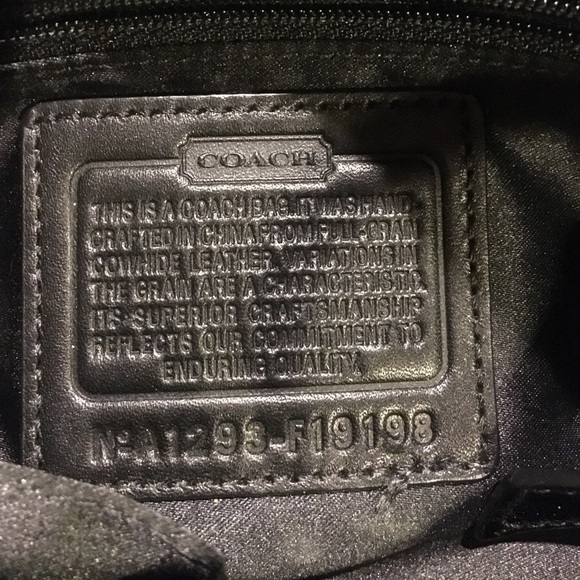 COACH
THIS IS A COACH BAG. IT WAS HAND-
CRAFTED IN CHINA FROM FULL-GRAIN
COWHIDE LEATHER. VARIATIONS IN
THE GRAIN ARE A CHARACTERISTIC.
ITS SUPERIOR CRAFTSMANSHIP
REFLECTS OUR COMMITMENT TO
ENDURING QUALITY.
Nº A1293-F19198